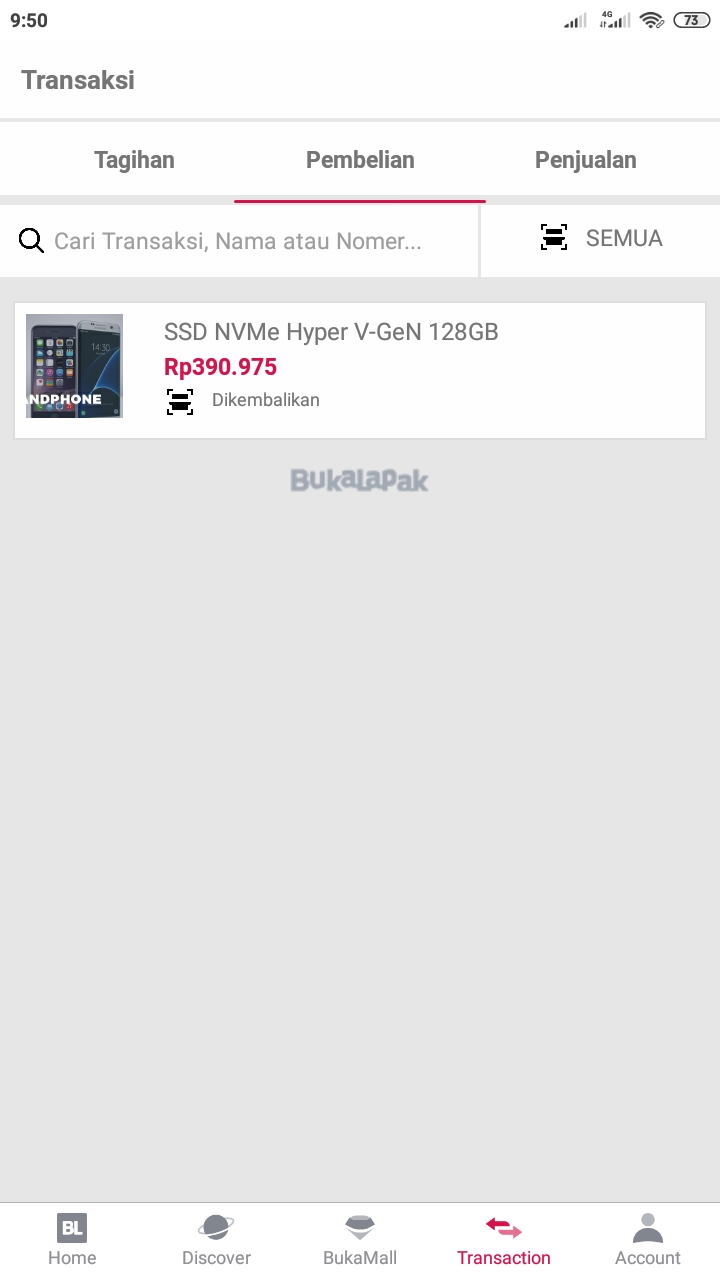 9:50
4G
73
Transaksi
Tagihan
Pembelian
Penjualan
Cari Transaksi, Nama atau Nomer...
SEMUA
SSD NVMe Hyper V-GeN 128GB
Rp390.975
14:30
NDPHONE
Dikembalikan
BukaLapak
BL
Home
Discover
BukaMall
Transaction
Account